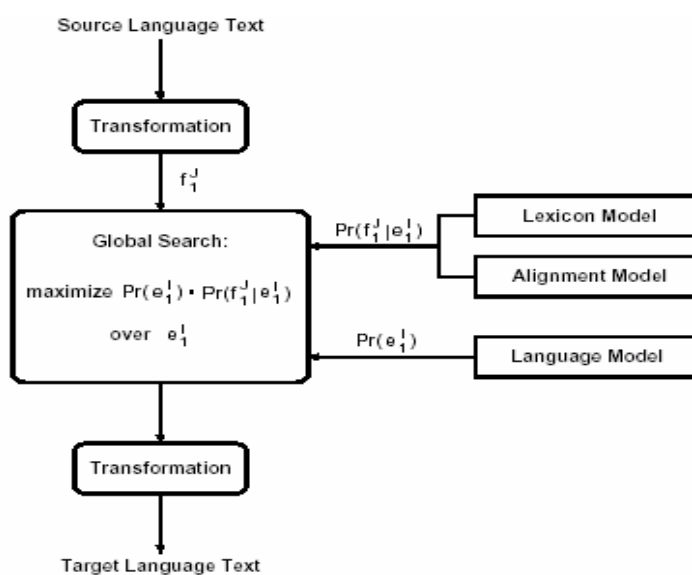 Source Language Text
Transformation
f₁ᴶ
Global Search:
maximize Pr(e₁ᴵ) · Pr(f₁ᴶ|e₁ᴵ)
over e₁ᴵ
Pr(f₁ᴶ|e₁ᴵ)
Lexicon Model
Alignment Model
Pr(e₁ᴵ)
Language Model
Transformation
Target Language Text